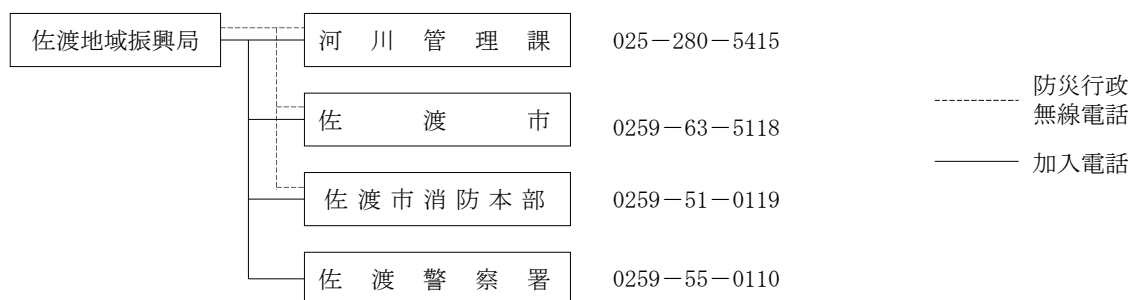 佐渡地域振興局
河川管理課 025－280－5415
佐渡市 0259－63－5118
佐渡市消防本部 0259－51－0119
佐渡警察署 0259－55－0110
防災行政
無線電話
加入電話